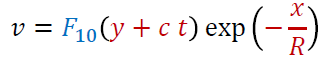 v = F₁₀(y + c t) exp (− x/R)